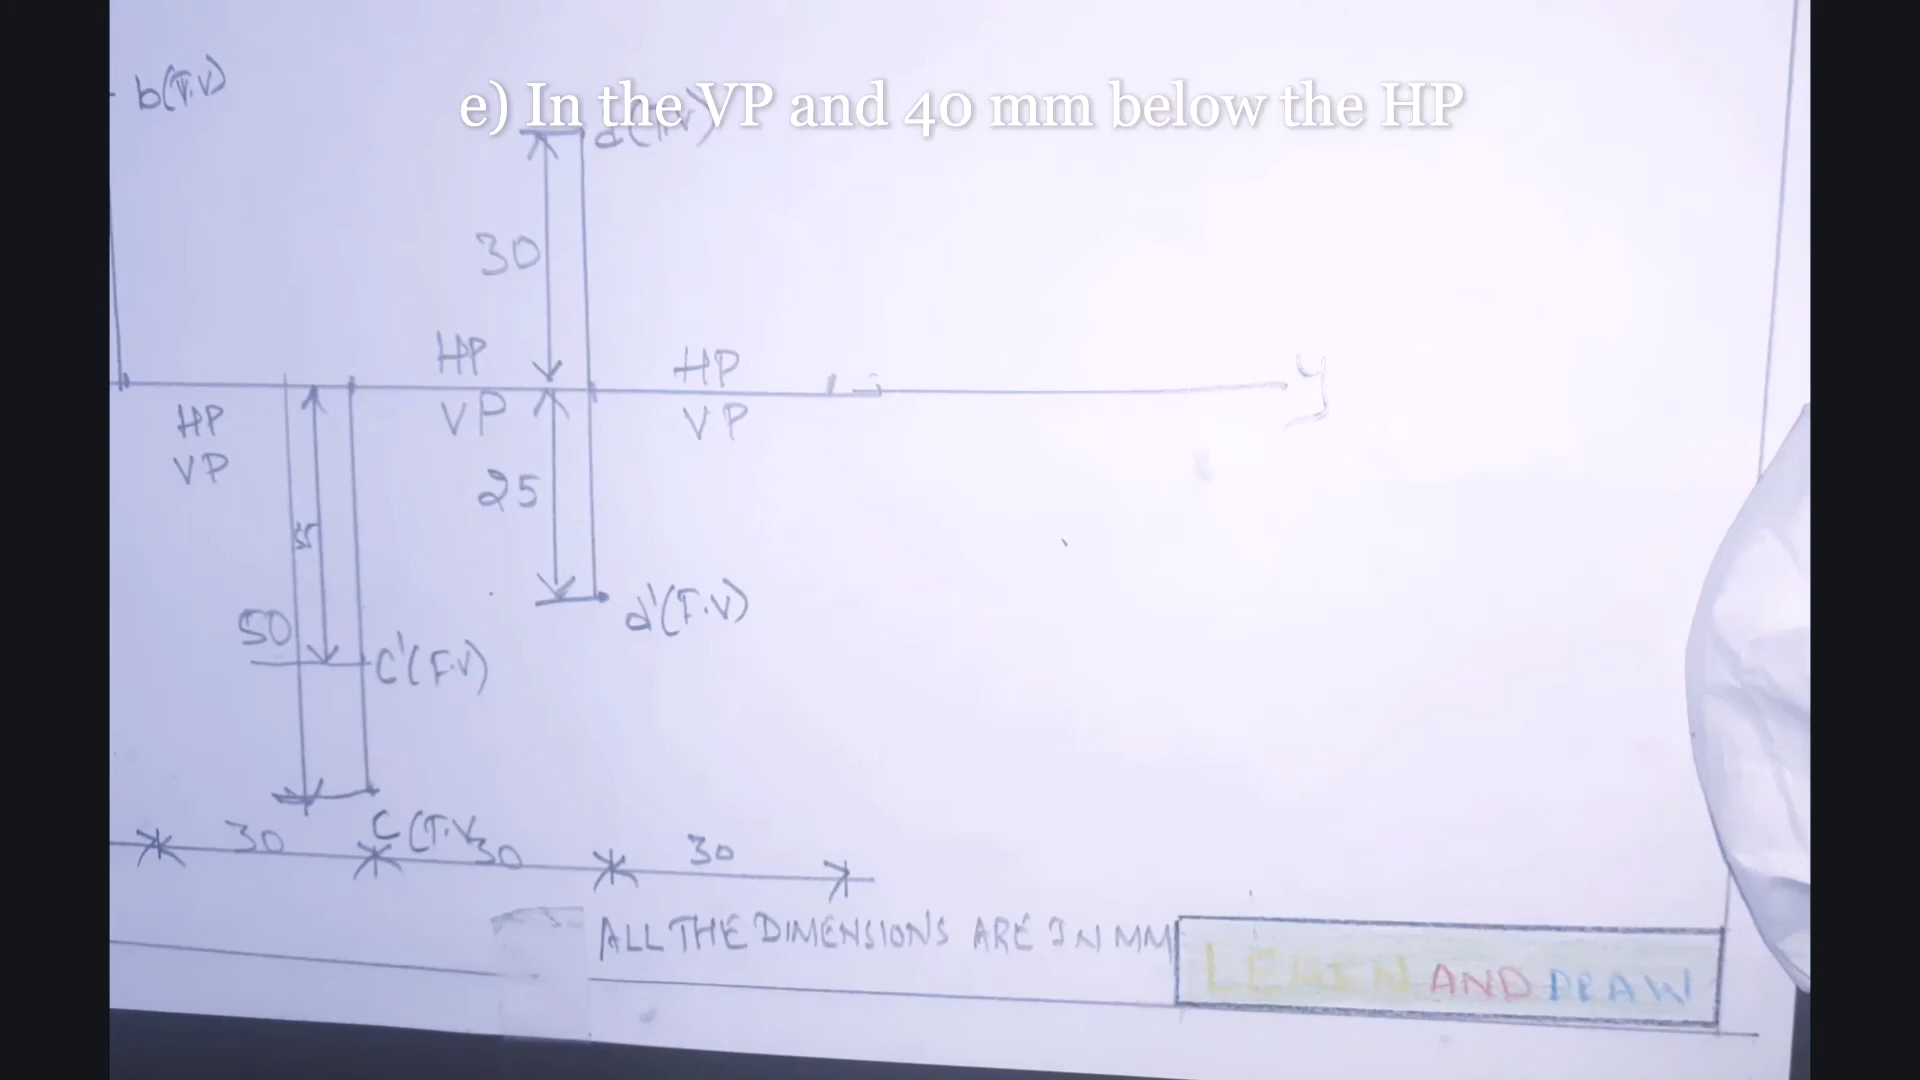 b(T.V)
e) In the VP and 40 mm below the HP
30
HP
VP
HP
VP
y
HP
VP
25
d'(F.V)
50
C'(F.V)
C (T.V
30
30
30
ALL THE DIMENSIONS ARE IN MM
AND DRAW